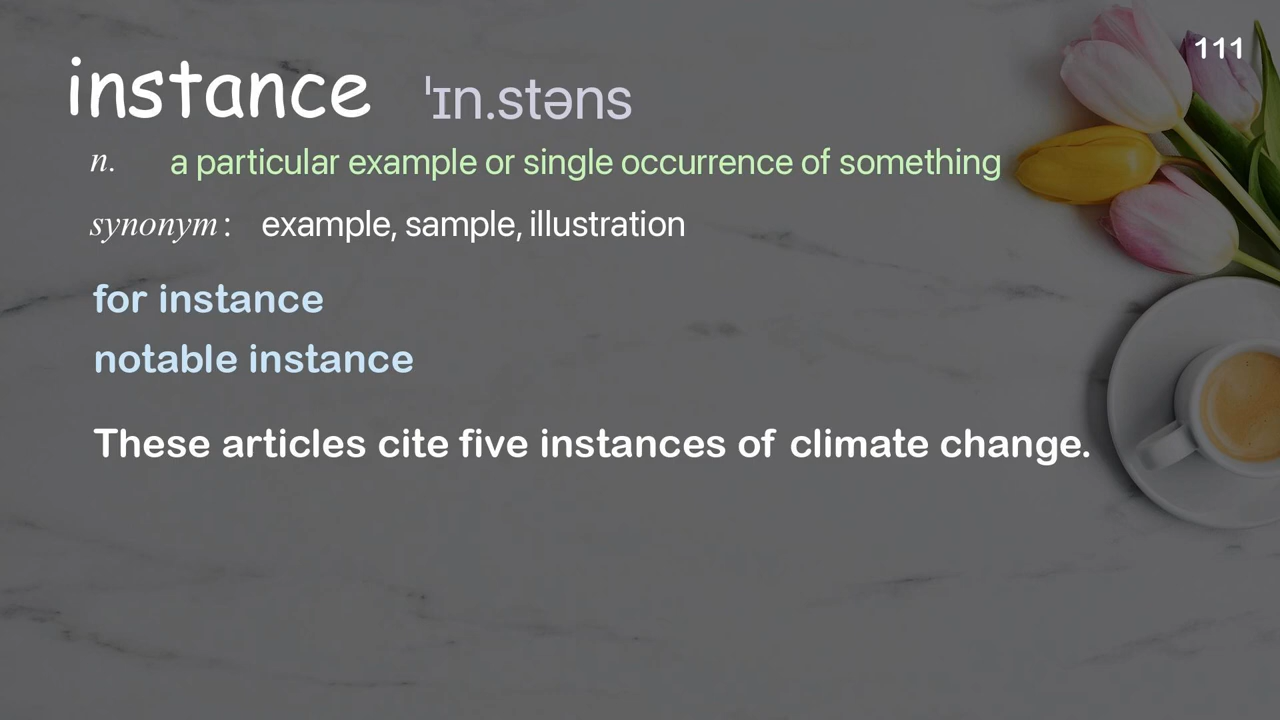 111
instance ˈɪn.stəns
n. a particular example or single occurrence of something
synonym: example, sample, illustration
for instance
notable instance
These articles cite five instances of climate change.